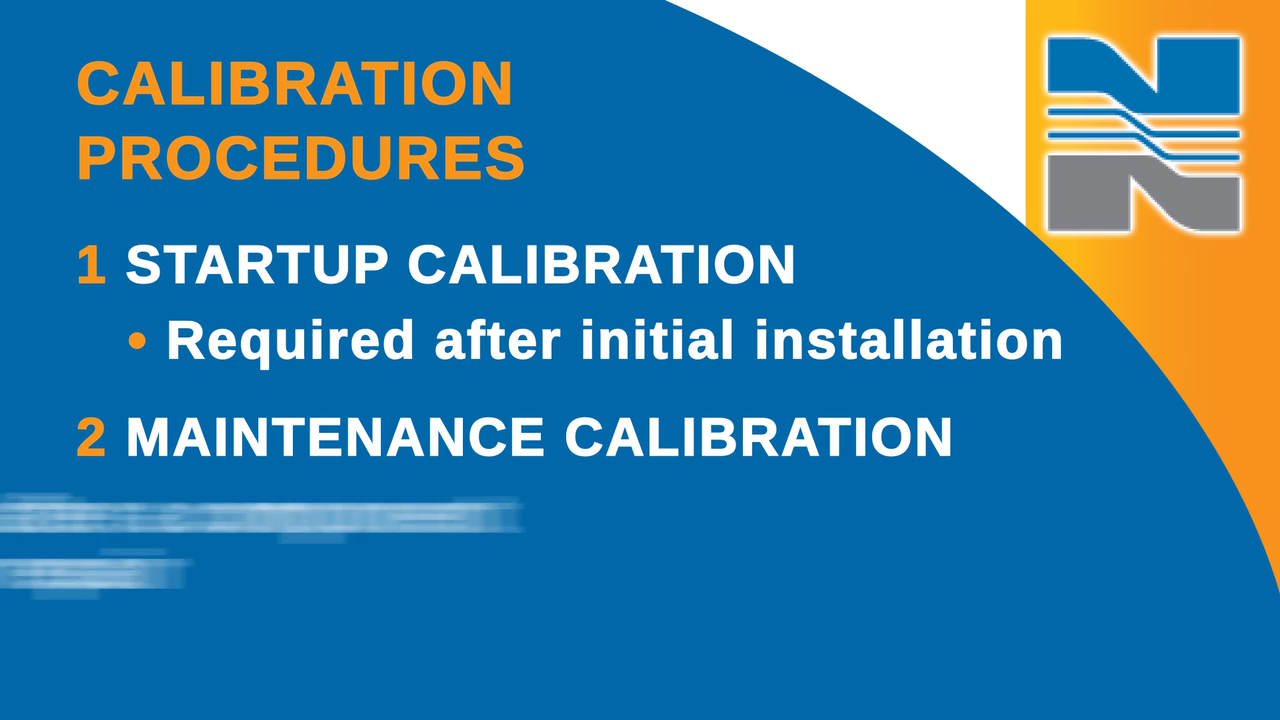 CALIBRATION
PROCEDURES
1 STARTUP CALIBRATION
• Required after initial installation
2 MAINTENANCE CALIBRATION